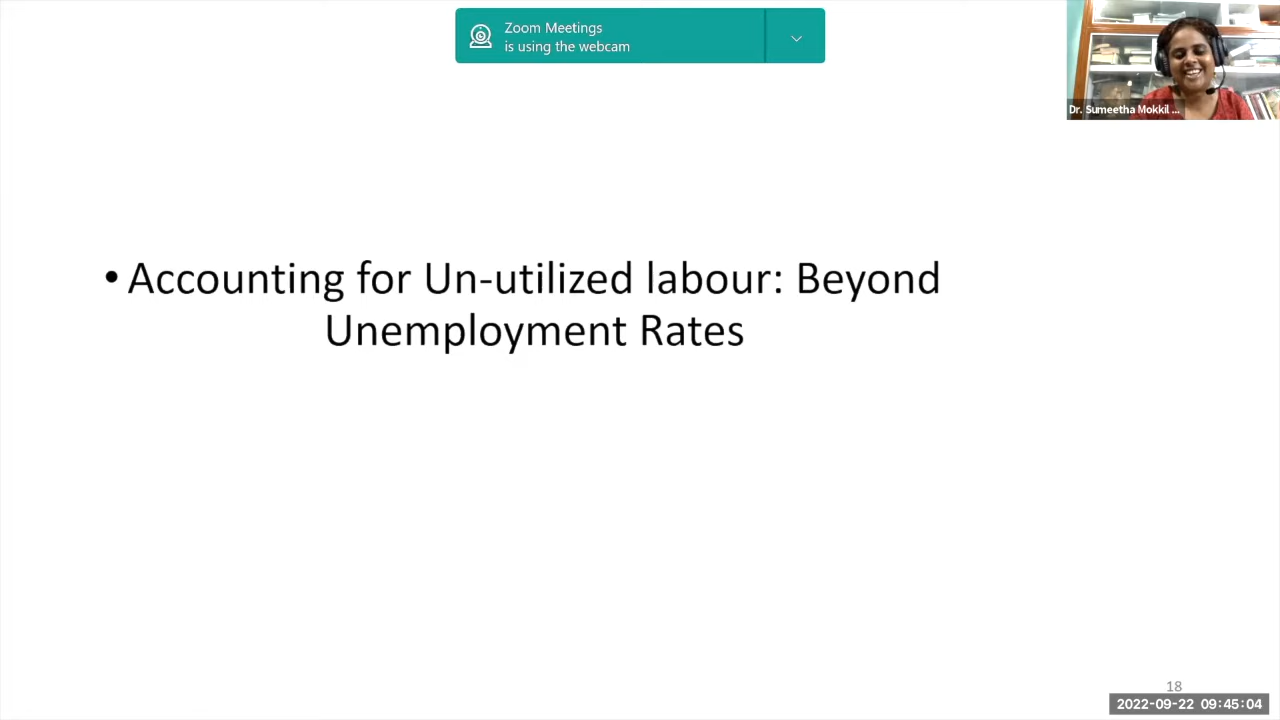 Zoom Meetings
is using the webcam
Dr. Sumeetha Mokkil ...
• Accounting for Un-utilized labour: Beyond
Unemployment Rates
18
2022-09-22 09:45:04